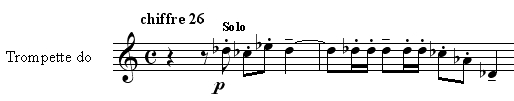 chiffre 26
Solo
Trompette do
p